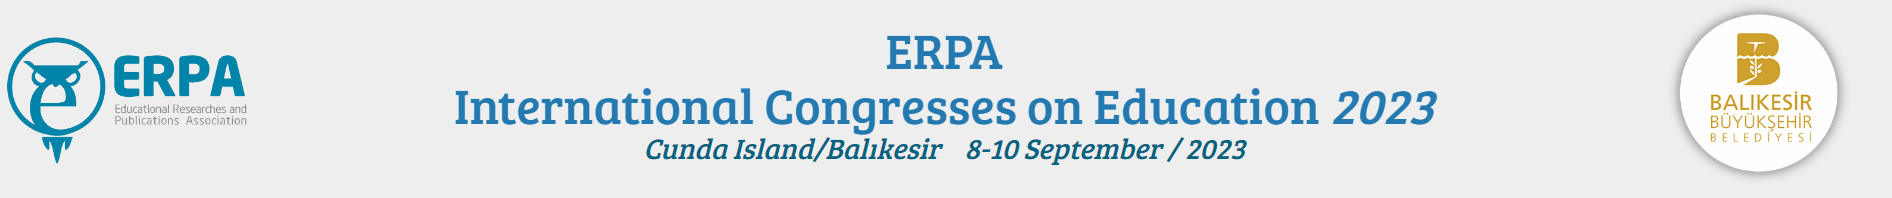 ERPA
Educational Researches and
Publications Association
ERPA
International Congresses on Education 2023
Cunda Island/Balıkesir 8-10 September / 2023
BALIKESİR
BÜYÜKŞEHİR
BELEDİYESİ